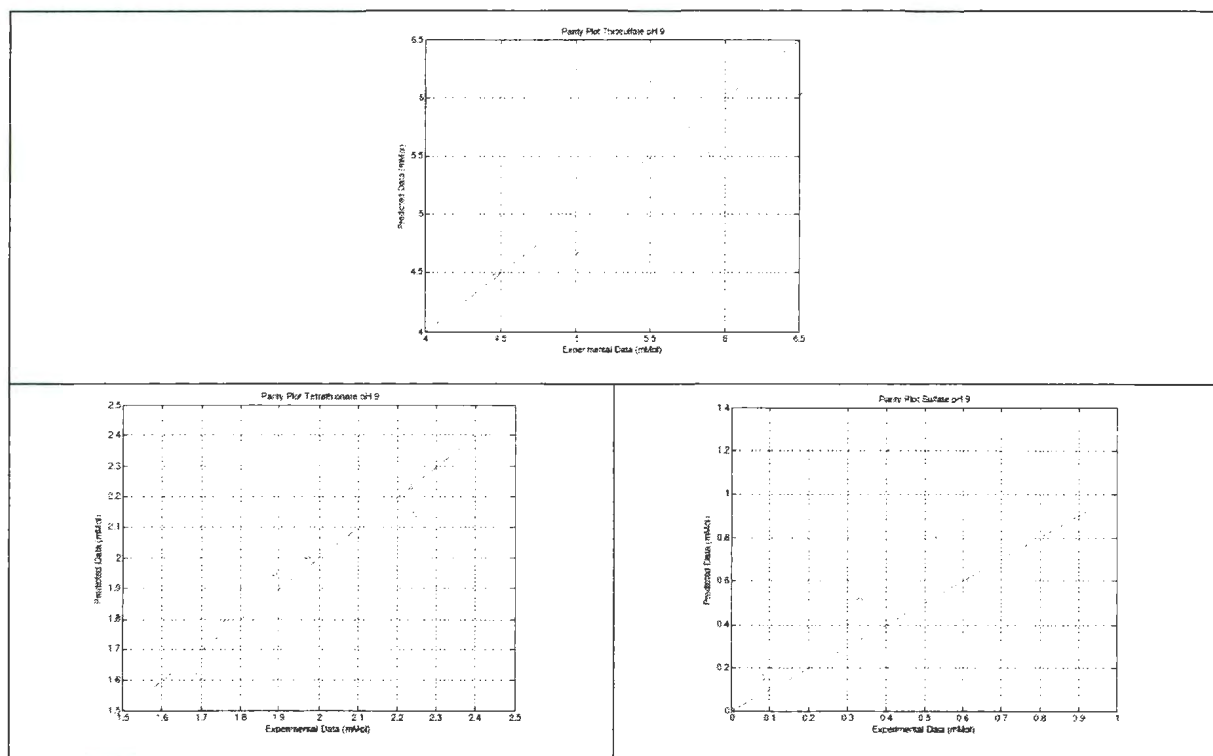 Parity Plot Thiosulfate pH 9
6.5
6
5.5
5
4.5
4
Predicted Data (mMol)
4 4.5 5 5.5 6 6.5
Experimental Data (mMol)
Parity Plot Tetrathionate pH 9
2.5
2.4
2.3
2.2
2.1
2
1.9
1.8
1.7
1.6
1.5
Predicted Data (mMol)
1.5 1.6 1.7 1.8 1.9 2 2.1 2.2 2.3 2.4 2.5
Experimental Data (mMol)
Parity Plot Sulfate pH 9
1.4
1.2
1
0.8
0.6
0.4
0.2
0
Predicted Data (mMol)
0 0.1 0.2 0.3 0.4 0.5 0.6 0.7 0.8 0.9 1
Experimental Data (mMol)